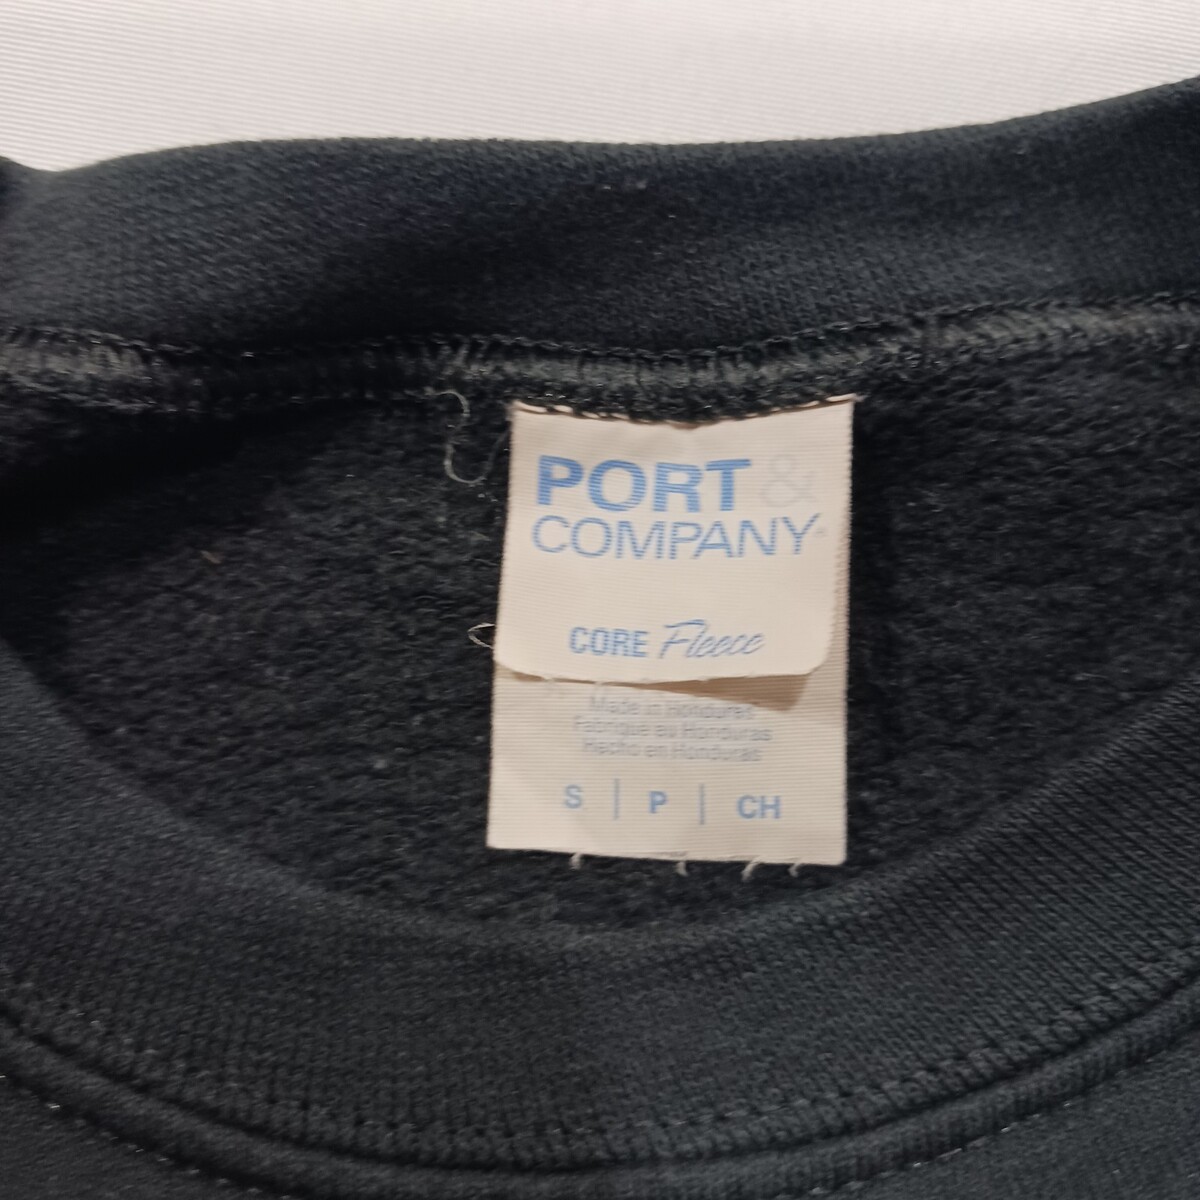 PORT &
COMPANY
CORE Fleece
Made in Honduras
Fabriqué au Honduras
Hecho en Honduras
S | P | CH